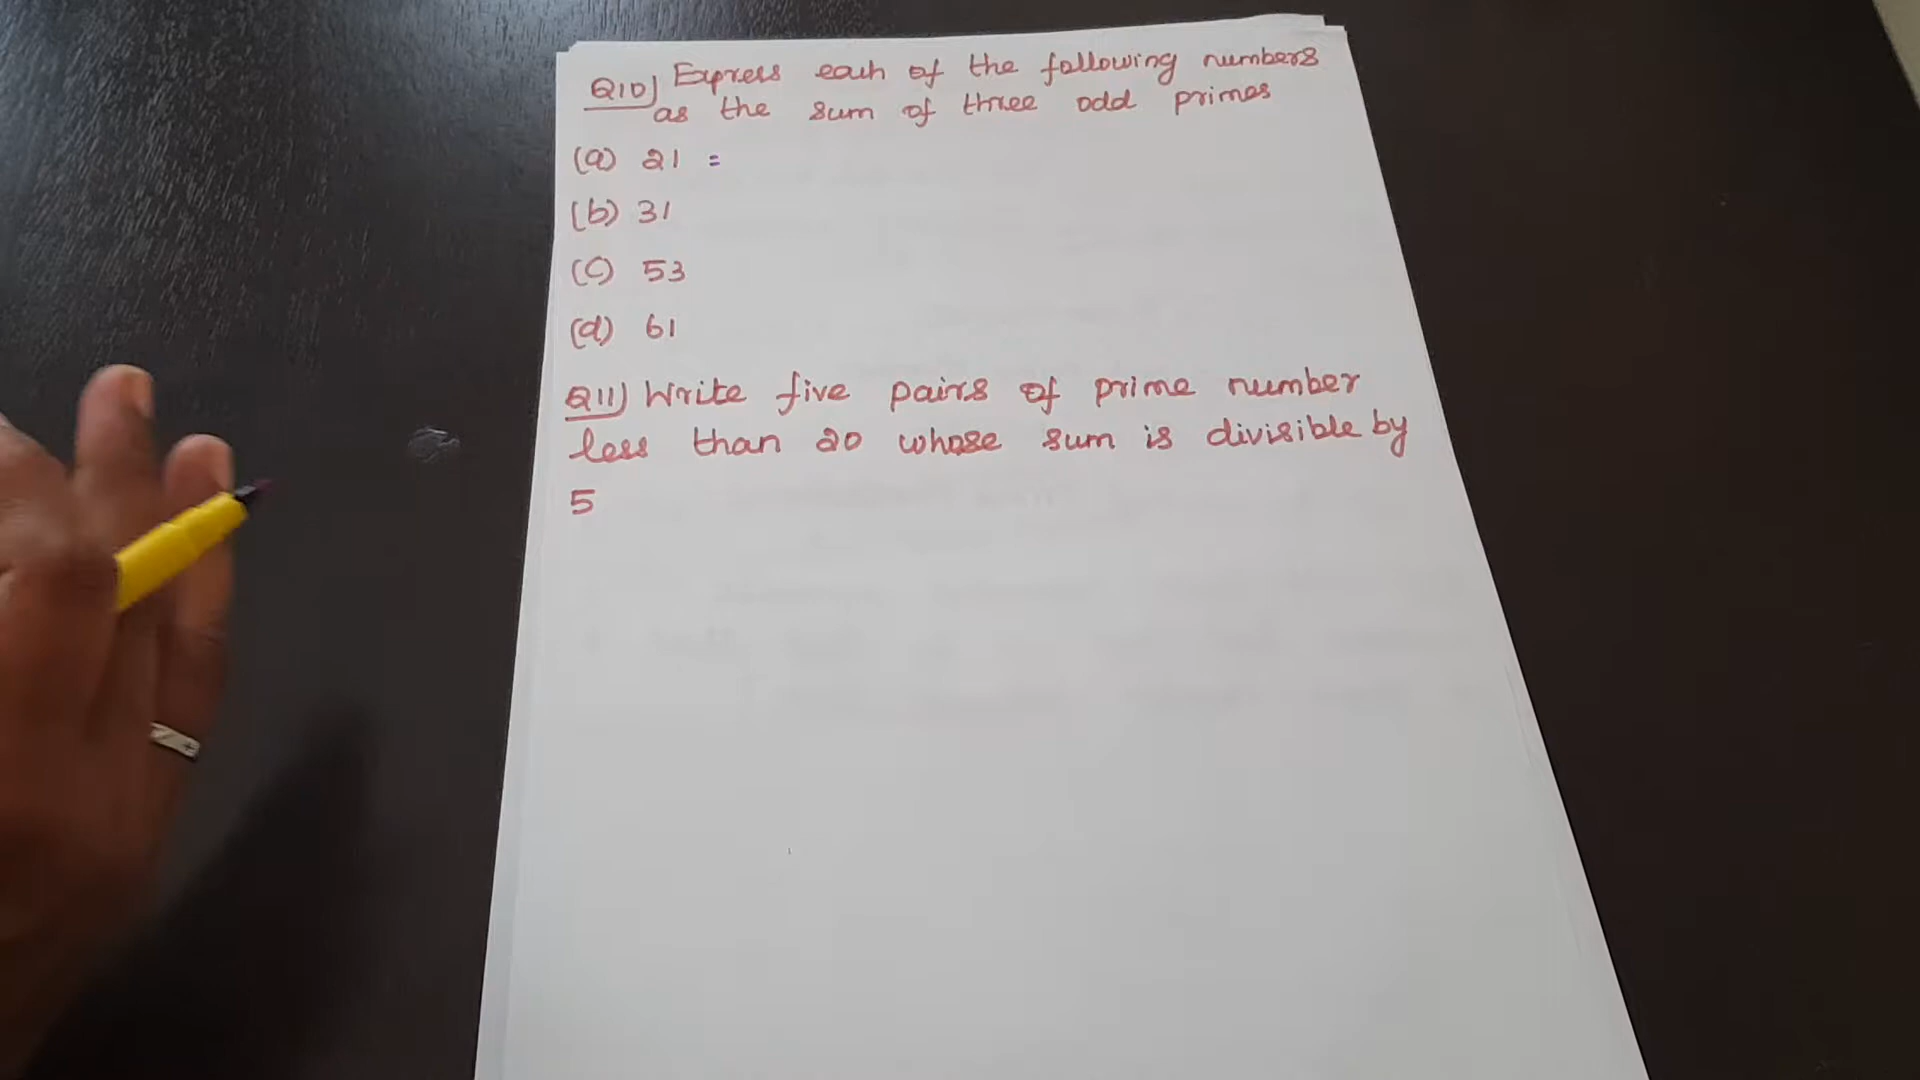 Q10) Express each of the following numbers
as the sum of three odd primes
(a) 21 =
(b) 31
(c) 53
(d) 61
Q11) Write five pairs of prime number
less than 20 whose sum is divisible by
5